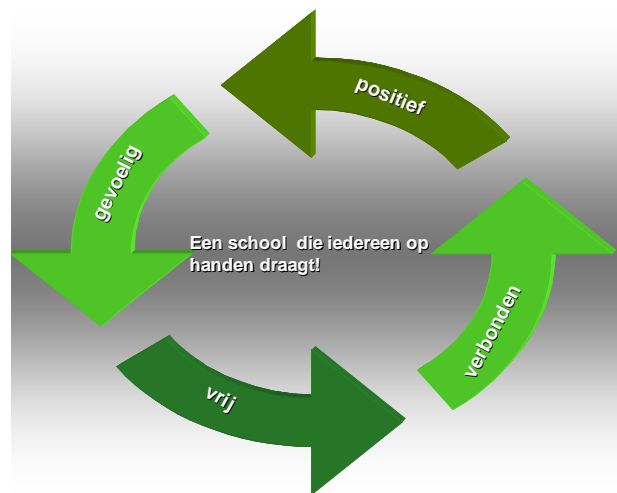 positief
gevoelig
Een school  die iedereen op
handen draagt!
verbonden
vrij